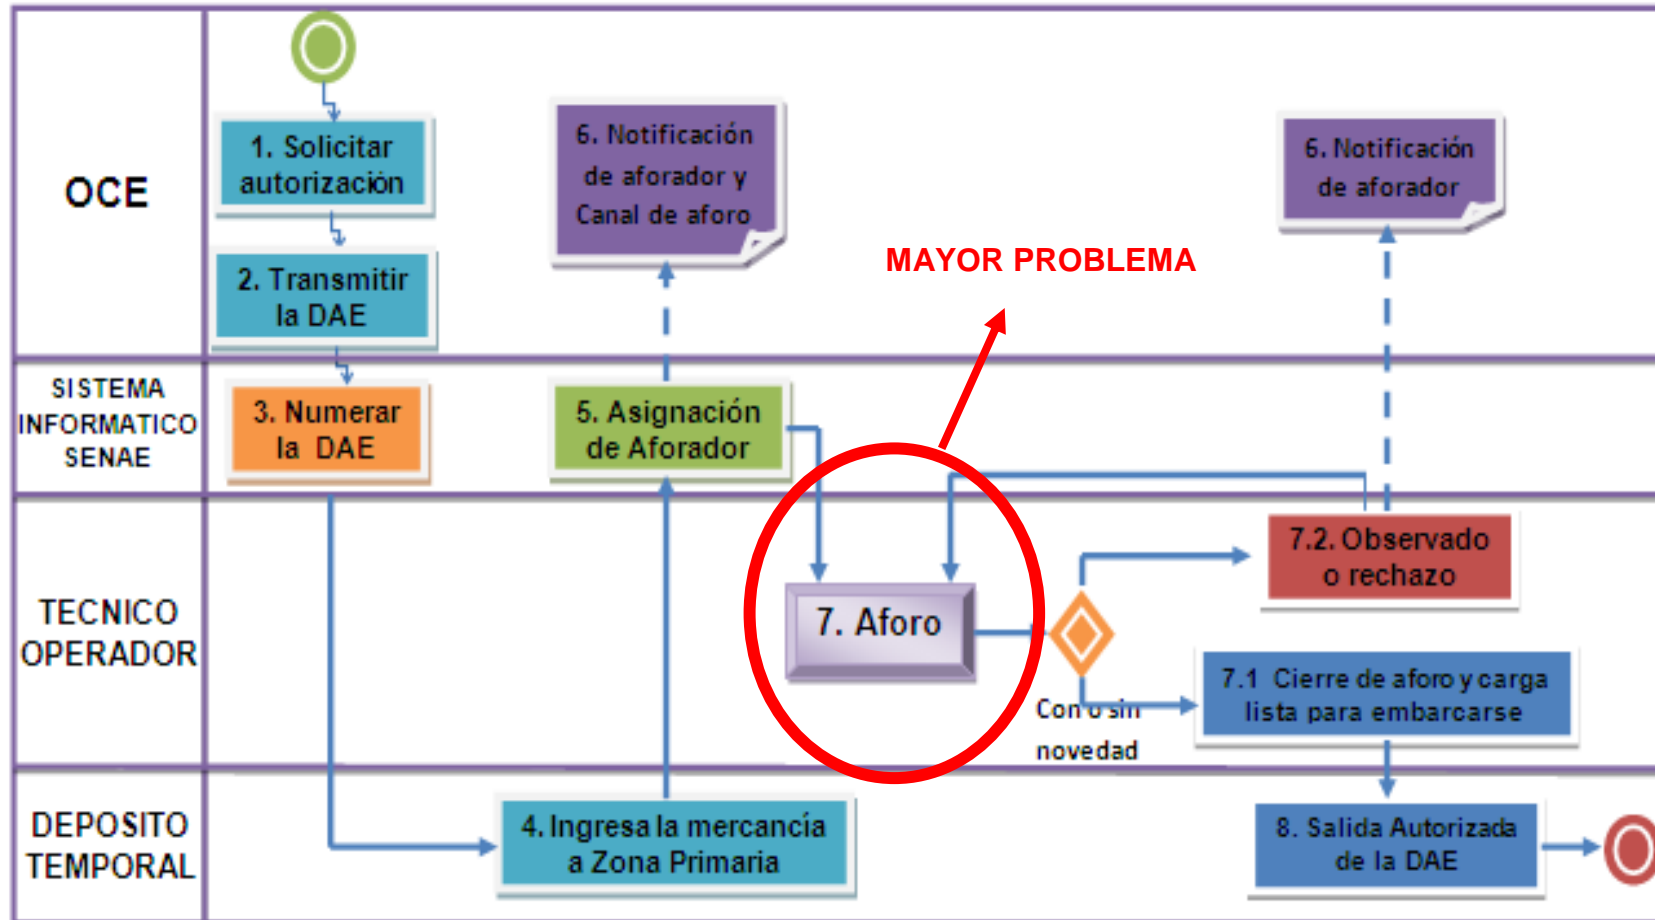 OCE
1. Solicitar
autorización
2. Transmitir
la DAE
6. Notificación
de aforador y
Canal de aforo
MAYOR PROBLEMA
6. Notificación
de aforador
SISTEMA
INFORMATICO
SENAE
3. Numerar
la DAE
5. Asignación
de Aforador
TECNICO
OPERADOR
7. Aforo
Con o sin
novedad
7.2. Observado
o rechazo
7.1 Cierre de aforo y carga
lista para embarcarse
DEPOSITO
TEMPORAL
4. Ingresa la mercancía
a Zona Primaria
8. Salida Autorizada
de la DAE